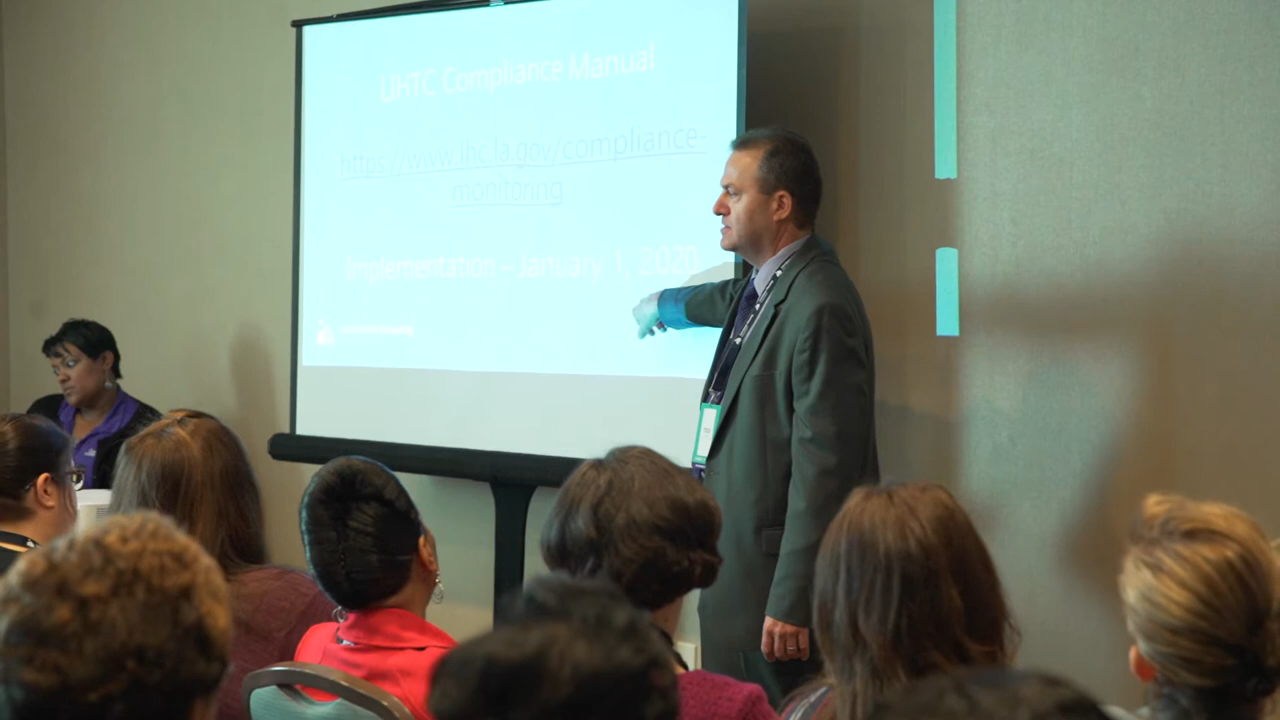 LIHTC Compliance Manual
https://www.lhc.la.gov/compliance-
monitoring
Implementation – January 1, 2020